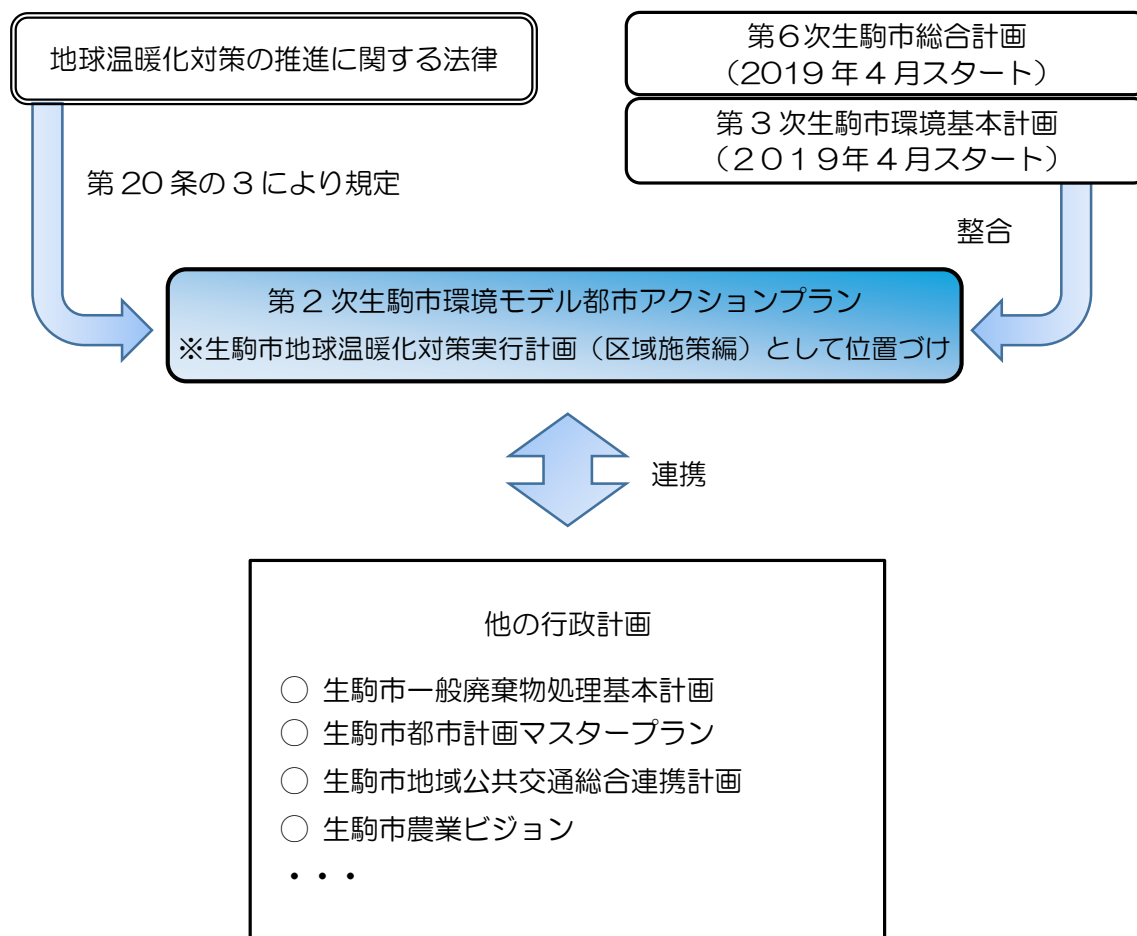 地球温暖化対策の推進に関する法律
第６次生駒市総合計画
（2019年４月スタート）
第３次生駒市環境基本計画
（２０１９年４月スタート）
第20条の３により規定
整合
第２次生駒市環境モデル都市アクションプラン
※生駒市地球温暖化対策実行計画（区域施策編）として位置づけ
連携
他の行政計画
○ 生駒市一般廃棄物処理基本計画
○ 生駒市都市計画マスタープラン
○ 生駒市地域公共交通総合連携計画
○ 生駒市農業ビジョン
・・・